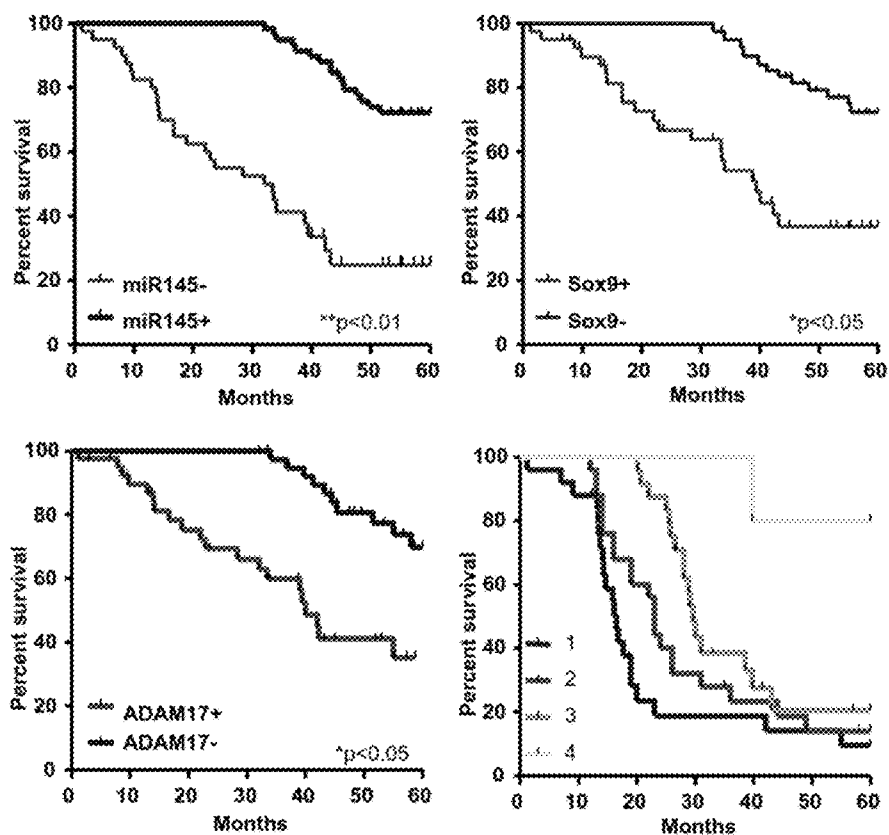 100
80
60
40
20
0
Percent survival
miR145-
miR145+
**p<0.01
0 10 20 30 40 50 60
Months
100
80
60
40
20
0
Percent survival
Sox9+
Sox9-
*p<0.05
0 10 20 30 40 50 60
Months
100
80
60
40
20
0
Percent survival
ADAM17+
ADAM17-
*p<0.05
0 10 20 30 40 50 60
Months
100
80
60
40
20
0
Percent survival
1
2
3
4
0 10 20 30 40 50 60
Months